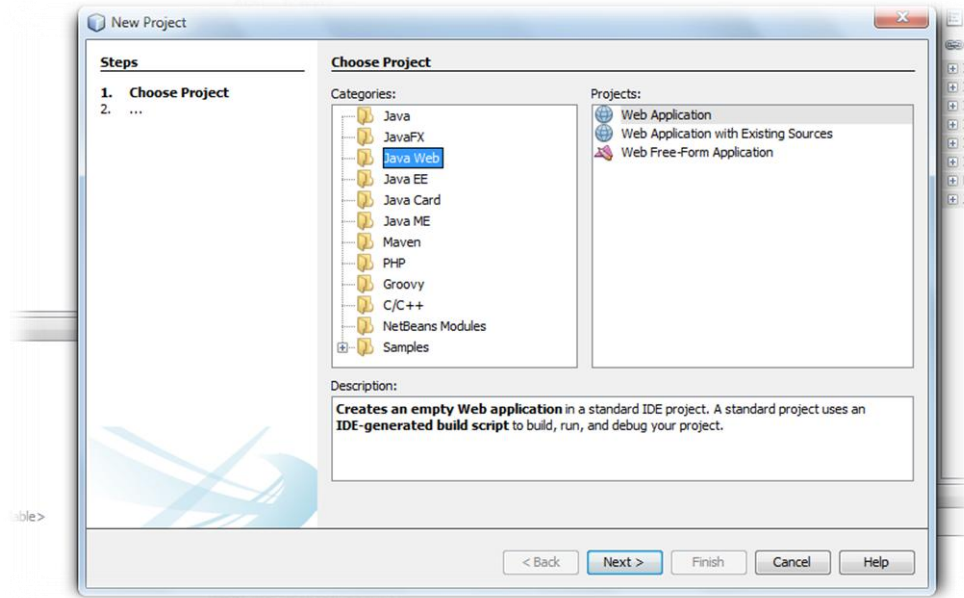 New Project
Steps
1. Choose Project
2. ...
Choose Project
Categories:
Java
JavaFX
Java Web
Java EE
Java Card
Java ME
Maven
PHP
Groovy
C/C++
NetBeans Modules
Samples
Projects:
Web Application
Web Application with Existing Sources
Web Free-Form Application
Description:
Creates an empty Web application in a standard IDE project. A standard project uses an
IDE-generated build script to build, run, and debug your project.
able>
< Back
Next >
Finish
Cancel
Help